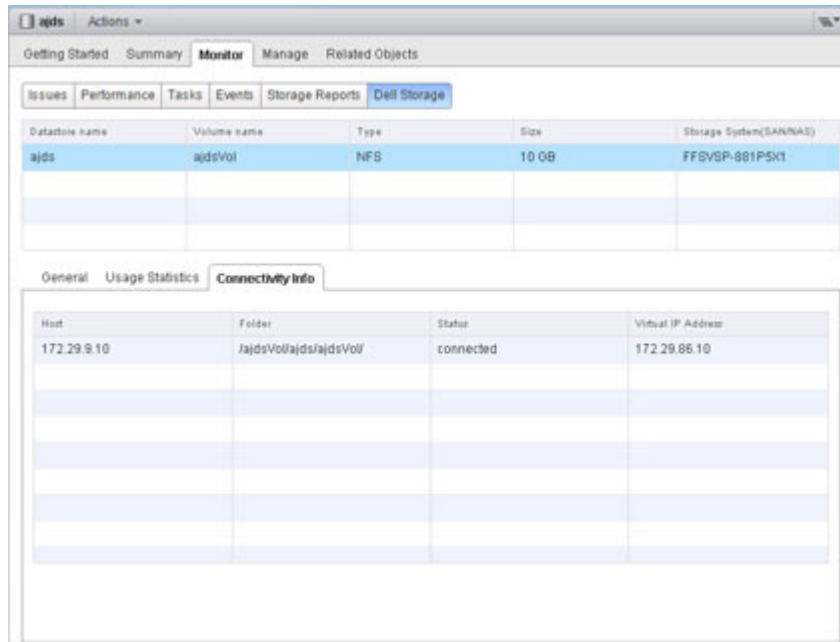 ajds Actions
Getting Started Summary Monitor Manage Related Objects
Issues Performance Tasks Events Storage Reports Dell Storage
Datastore name Volume name Type Size Storage System(SAN/NAS)
ajds ajdsVol NFS 10 GB FFSVSP-881P5X1
General Usage Statistics Connectivity Info
Host Folder Status Virtual IP Address
172.29.9.10 /ajdsVol/ajds/ajdsVol/ connected 172.29.86.10